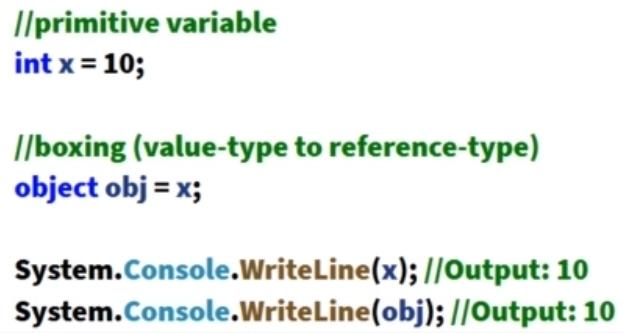 //primitive variable
int x = 10;
//boxing (value-type to reference-type)
object obj = x;
System.Console.WriteLine(x); //Output: 10
System.Console.WriteLine(obj); //Output: 10